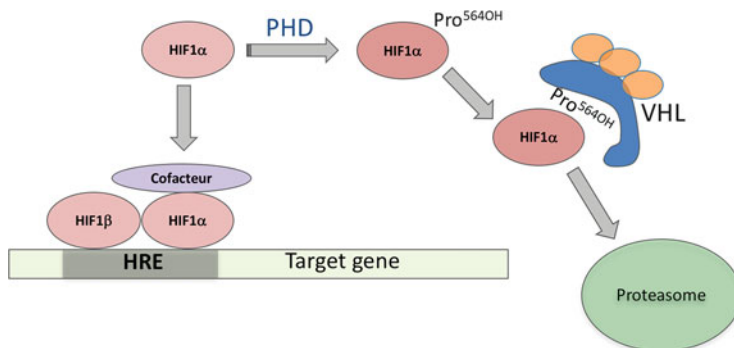 HIF1α
PHD
HIF1α
Pro564OH
HIF1α
Pro564OH
VHL
Cofacteur
HIF1β
HIF1α
HRE
Target gene
Proteasome